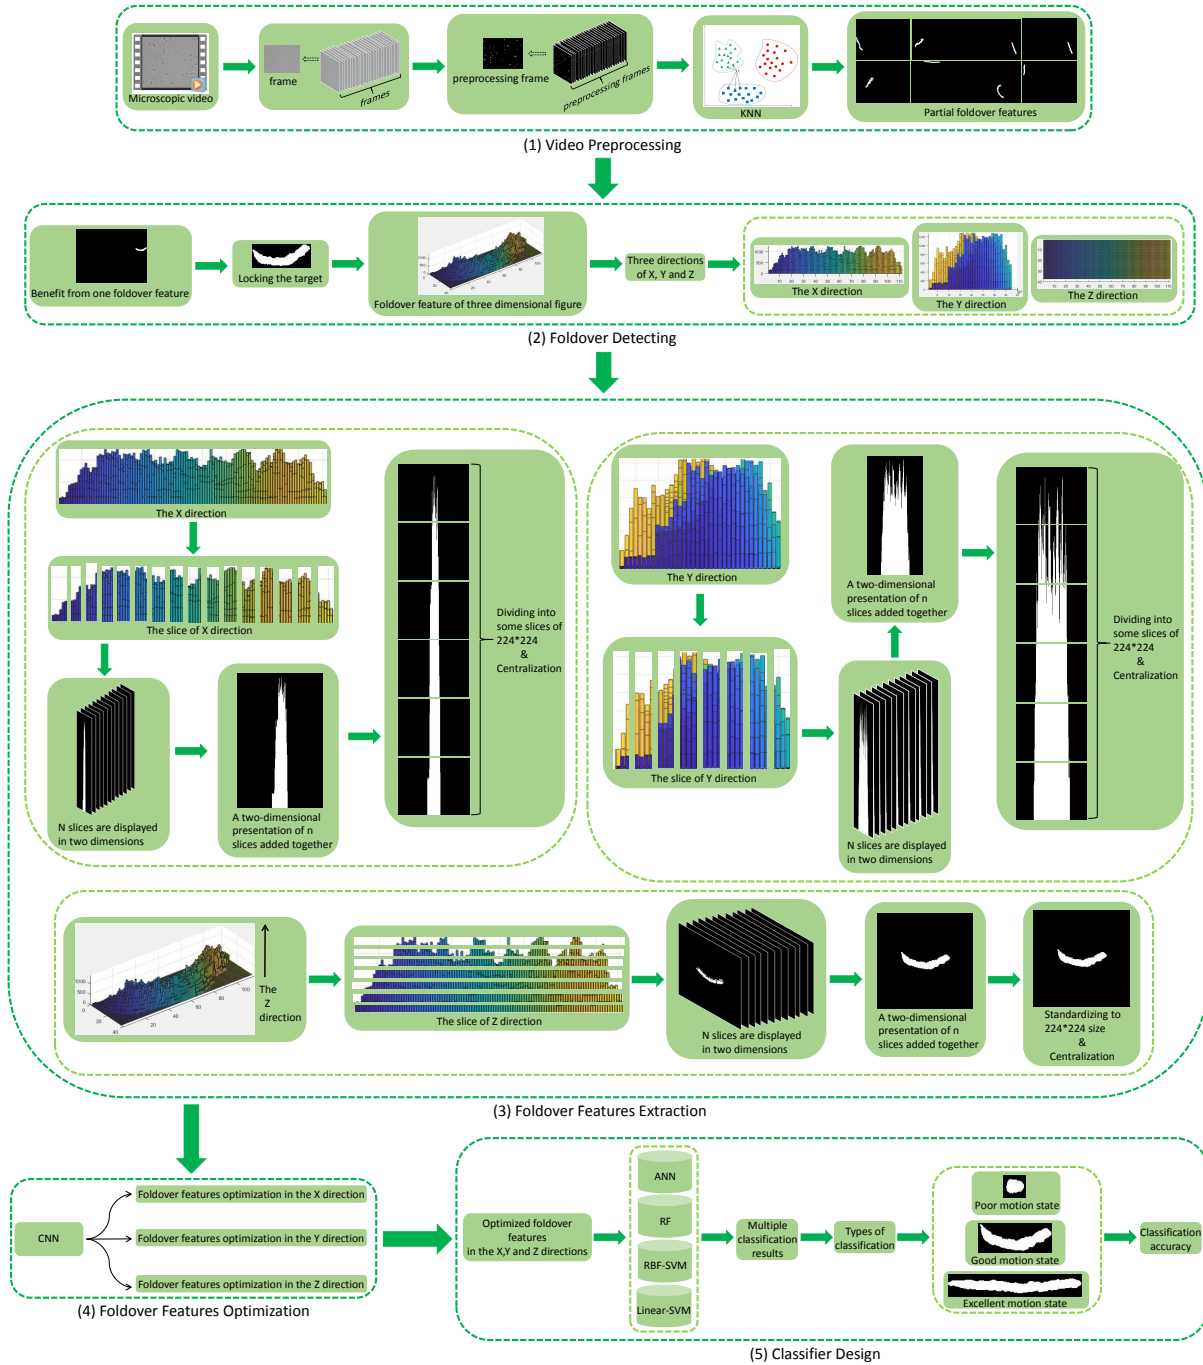 Microscopic video
frame
frames
preprocessing frame
preprocessing frames
KNN
Partial foldover features
(1) Video Preprocessing
Benefit from one foldover feature
Locking the target
Foldover feature of three dimensional figure
Three directions
of X, Y and Z
The X direction
The Y direction
The Z direction
(2) Foldover Detecting
The X direction
The slice of X direction
N slices are displayed
in two dimensions
A two-dimensional
presentation of n
slices added together
Dividing into
some slices of
224*224
&
Centralization
The Y direction
The slice of Y direction
N slices are displayed
in two dimensions
A two-dimensional
presentation of n
slices added together
Dividing into
some slices of
224*224
&
Centralization
The
Z
direction
The slice of Z direction
N slices are displayed
in two dimensions
A two-dimensional
presentation of n
slices added together
Standardizing to
224*224 size
&
Centralization
(3) Foldover Features Extraction
CNN
Foldover features optimization in the X direction
Foldover features optimization in the Y direction
Foldover features optimization in the Z direction
(4) Foldover Features Optimization
Optimized foldover
features
in the X,Y and Z directions
ANN
RF
RBF-SVM
Linear-SVM
Multiple
classification
results
Types of
classification
Poor motion state
Good motion state
Excellent motion state
Classification
accuracy
(5) Classifier Design